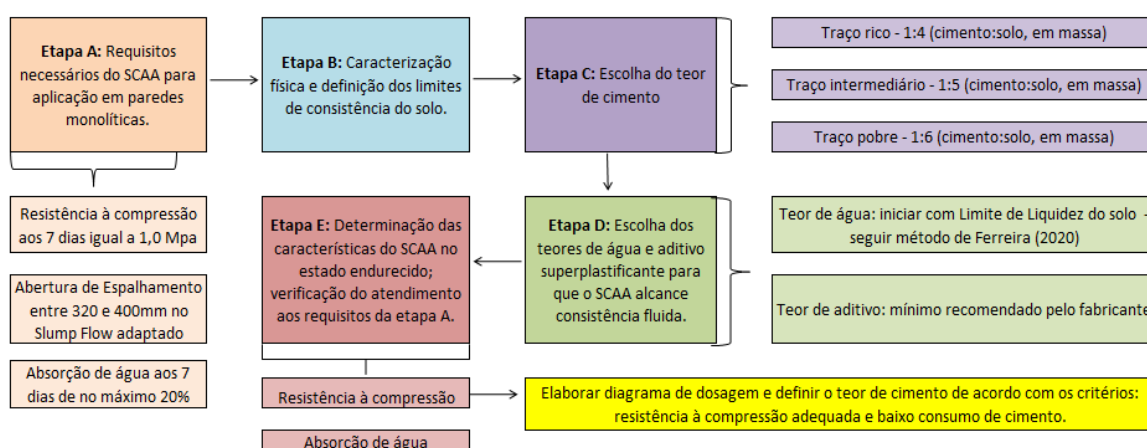 Etapa A: Requisitos
necessários do SCAA para
aplicação em paredes
monolíticas.
Etapa B: Caracterização
física e definição dos limites
de consistência do solo.
Etapa C: Escolha do teor
de cimento
Traço rico - 1:4 (cimento:solo, em massa)
Traço intermediário - 1:5 (cimento:solo, em massa)
Traço pobre - 1:6 (cimento:solo, em massa)
Resistência à compressão
aos 7 dias igual a 1,0 Mpa
Abertura de Espalhamento
entre 320 e 400mm no
Slump Flow adaptado
Absorção de água aos 7
dias de no máximo 20%
Etapa E: Determinação das
características do SCAA no
estado endurecido;
verificação do atendimento
aos requisitos da etapa A.
Etapa D: Escolha dos
teores de água e aditivo
superplastificante para
que o SCAA alcance
consistência fluida.
Teor de água: iniciar com Limite de Liquidez do solo -
seguir método de Ferreira (2020)
Teor de aditivo: mínimo recomendado pelo fabricante
Resistência à compressão
Absorção de água
Elaborar diagrama de dosagem e definir o teor de cimento de acordo com os critérios:
resistência à compressão adequada e baixo consumo de cimento.